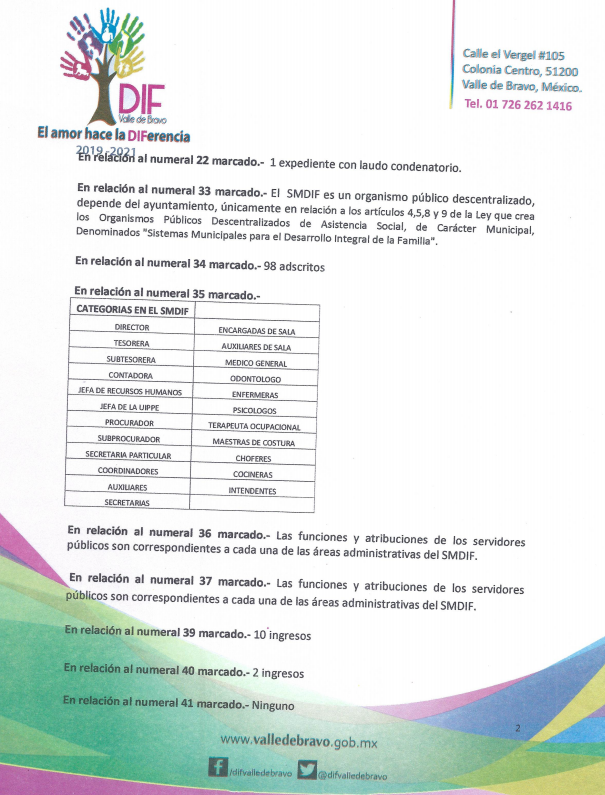 DIF
Valle de Bravo
El amor hace la DIFerencia
2019-2021
Calle el Vergel #105
Colonia Centro, 51200
Valle de Bravo, México.
Tel. 01 726 262 1416
En relación al numeral 22 marcado.- 1 expediente con laudo condenatorio.
En relación al numeral 33 marcado.- El SMDIF es un organismo público descentralizado,
depende del ayuntamiento, únicamente en relación a los artículos 4,5,8 y 9 de la Ley que crea
los Organismos Públicos Descentralizados de Asistencia Social, de Carácter Municipal,
Denominados "Sistemas Municipales para el Desarrollo Integral de la Familia".
En relación al numeral 34 marcado.- 98 adscritos
En relación al numeral 35 marcado.-
CATEGORIAS EN EL SMDIF
DIRECTOR ENCARGADAS DE SALA
TESORERA AUXILIARES DE SALA
SUBTESORERA MEDICO GENERAL
CONTADORA ODONTOLOGO
JEFA DE RECURSOS HUMANOS ENFERMERAS
JEFA DE LA UIPPE PSICOLOGOS
PROCURADOR TERAPEUTA OCUPACIONAL
SUBPROCURADOR MAESTRAS DE COSTURA
SECRETARIA PARTICULAR CHOFERES
COORDINADORES COCINERAS
AUXILIARES INTENDENTES
SECRETARIAS
En relación al numeral 36 marcado.- Las funciones y atribuciones de los servidores
públicos son correspondientes a cada una de las áreas administrativas del SMDIF.
En relación al numeral 37 marcado.- Las funciones y atribuciones de los servidores
públicos son correspondientes a cada una de las áreas administrativas del SMDIF.
En relación al numeral 39 marcado.- 10 ingresos
En relación al numeral 40 marcado.- 2 ingresos
En relación al numeral 41 marcado.- Ninguno
2
www.valledebravo.gob.mx
/difvalledebravo @difvalledebravo